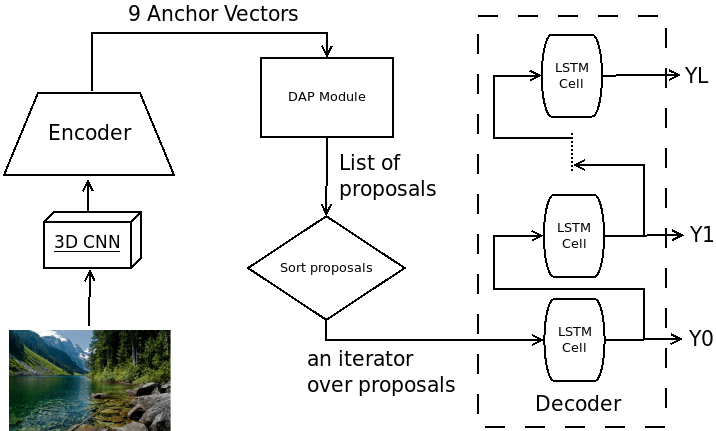 9 Anchor Vectors
LSTM
Cell
YL
DAP Module
Encoder
List of
proposals
3D CNN
LSTM
Cell
Y1
Sort proposals
LSTM
Cell
Y0
an iterator
over proposals
Decoder